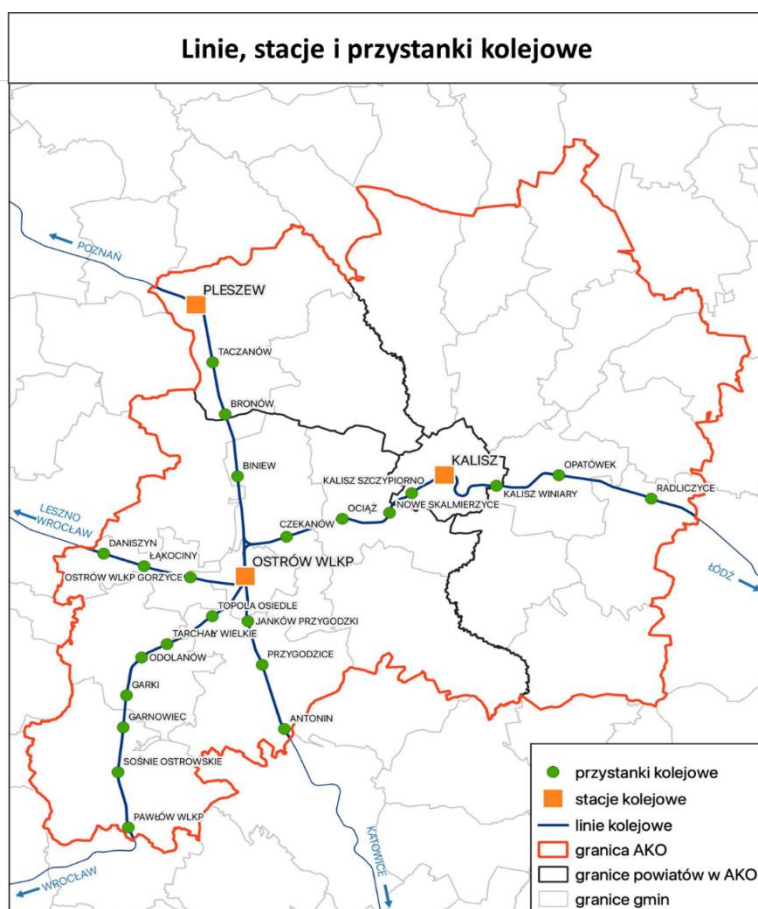 Linie, stacje i przystanki kolejowe
POZNAŃ
PLESZEW
TACZANÓW
BRONÓW
BINIEW
KALISZ
KALISZ SZCZYPIORNO
OPATÓWEK
RADLICZYCE
KALISZ WINIARY
NOWE SKALMIERZYCE
OCIĄŻ
CZEKANÓW
LESZNO
WROCŁAW
DANISZYN
ŁĄKOCINY
OSTRÓW WLKP GORZYCE
OSTRÓW WLKP
ŁÓDŹ
TOPOLA OSIEDLE
JANKÓW PRZYGODZKI
TARCHAŁY WIELKIE
ODOLANÓW
PRZYGODZICE
GARKI
GARNOWIEC
ANTONIN
SOŚNIE OSTROWSKIE
PAWŁÓW WLKP
WROCŁAW
KATOWICE
przystanki kolejowe
stacje kolejowe
linie kolejowe
granica AKO
granice powiatów w AKO
granice gmin